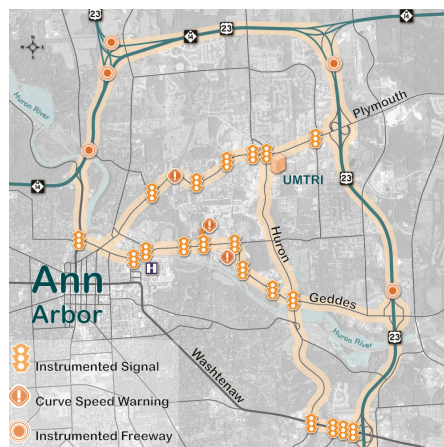 23
M
14
23
M
14
N
Huron River
Plymouth
UMTRI
M
14
23
Huron
H
Ann
Arbor
Geddes
Huron River
23
Washtenaw
Instrumented Signal
Curve Speed Warning
Instrumented Freeway